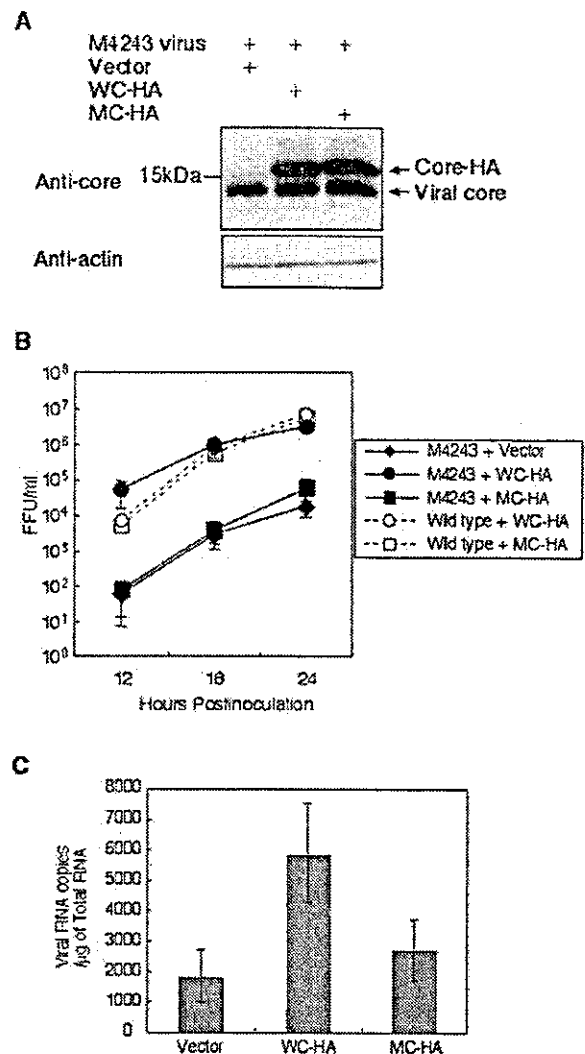 A
M4243 virus + + +
Vector +
WC-HA +
MC-HA +
Anti-core 15kDa Core-HA
Viral core
Anti-actin
B
FFU/ml
10⁸
10⁷
10⁶
10⁵
10⁴
10³
10²
10¹
10⁰
12 18 24
Hours Postinoculation
M4243 + Vector
M4243 + WC-HA
M4243 + MC-HA
Wild type + WC-HA
Wild type + MC-HA
C
Viral RNA copies
/µg of Total RNA
8000
7000
6000
5000
4000
3000
2000
1000
0
Vector WC-HA MC-HA